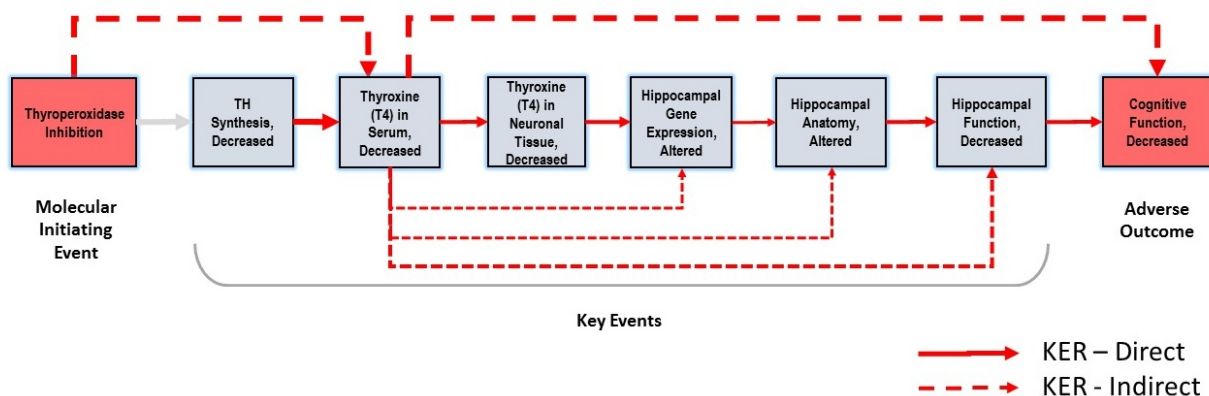 Thyroperoxidase
Inhibition
TH
Synthesis,
Decreased
Thyroxine
(T4) in
Serum,
Decreased
Thyroxine
(T4) in
Neuronal
Tissue,
Decreased
Hippocampal
Gene
Expression,
Altered
Hippocampal
Anatomy,
Altered
Hippocampal
Function,
Decreased
Cognitive
Function,
Decreased
Molecular
Initiating
Event
Adverse
Outcome
Key Events
KER – Direct
KER - Indirect